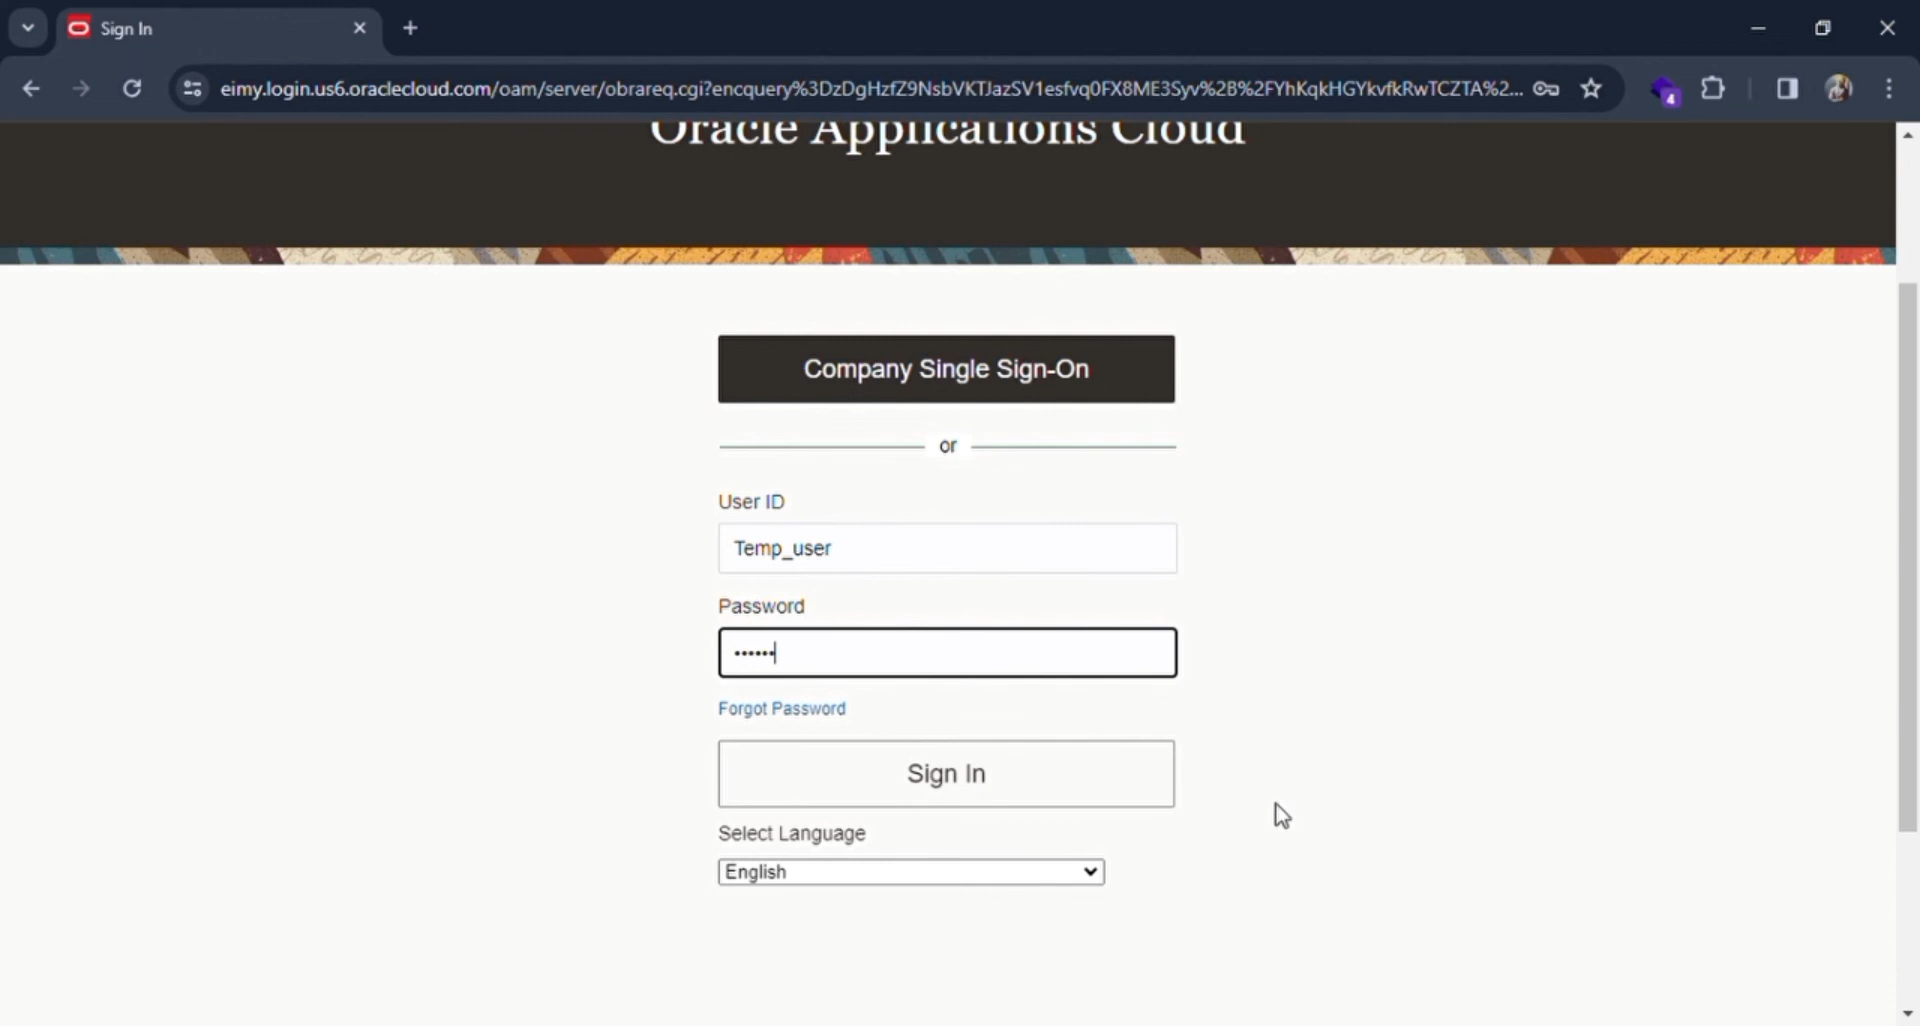 Sign In
eimy.login.us6.oraclecloud.com/oam/server/obrareq.cgi?encquery%3DzDgHzfZ9NsbVKTJazSV1esfvq0FX8ME3Syv%2B%2FYhKqkHGYkvfkRwTCZTA%2...
4
Oracle Applications Cloud
Company Single Sign-On
or
User ID
Temp_user
Password
••••••
Forgot Password
Sign In
Select Language
English